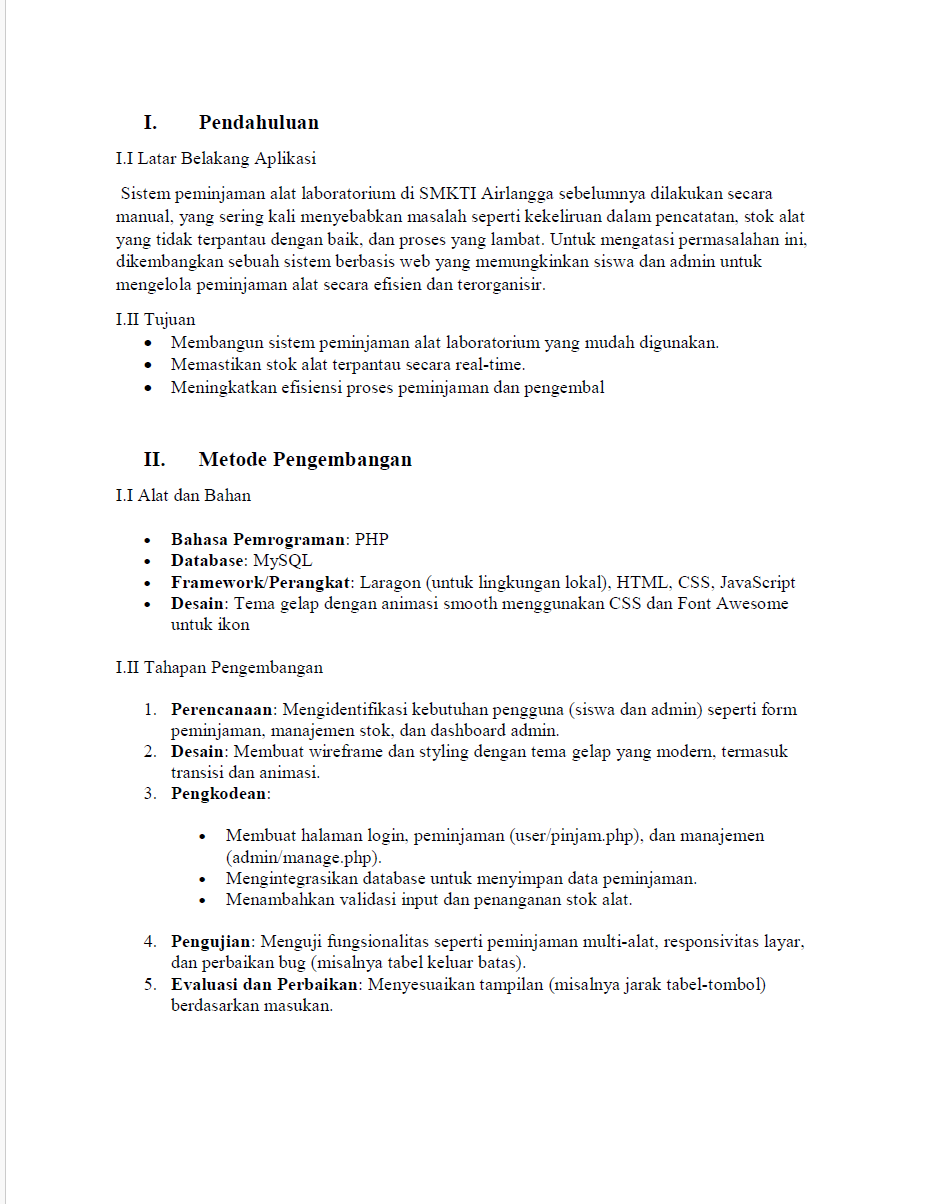 I. Pendahuluan
I.I Latar Belakang Aplikasi
Sistem peminjaman alat laboratorium di SMKTI Airlangga sebelumnya dilakukan secara
manual, yang sering kali menyebabkan masalah seperti kekeliruan dalam pencatatan, stok alat
yang tidak terpantau dengan baik, dan proses yang lambat. Untuk mengatasi permasalahan ini,
dikembangkan sebuah sistem berbasis web yang memungkinkan siswa dan admin untuk
mengelola peminjaman alat secara efisien dan terorganisir.
I.II Tujuan
• Membangun sistem peminjaman alat laboratorium yang mudah digunakan.
• Memastikan stok alat terpantau secara real-time.
• Meningkatkan efisiensi proses peminjaman dan pengembal
II. Metode Pengembangan
I.I Alat dan Bahan
• Bahasa Pemrograman: PHP
• Database: MySQL
• Framework/Perangkat: Laragon (untuk lingkungan lokal), HTML, CSS, JavaScript
• Desain: Tema gelap dengan animasi smooth menggunakan CSS dan Font Awesome
untuk ikon
I.II Tahapan Pengembangan
1. Perencanaan: Mengidentifikasi kebutuhan pengguna (siswa dan admin) seperti form
peminjaman, manajemen stok, dan dashboard admin.
2. Desain: Membuat wireframe dan styling dengan tema gelap yang modern, termasuk
transisi dan animasi.
3. Pengkodean:
• Membuat halaman login, peminjaman (user/pinjam.php), dan manajemen
(admin/manage.php).
• Mengintegrasikan database untuk menyimpan data peminjaman.
• Menambahkan validasi input dan penanganan stok alat.
4. Pengujian: Menguji fungsionalitas seperti peminjaman multi-alat, responsivitas layar,
dan perbaikan bug (misalnya tabel keluar batas).
5. Evaluasi dan Perbaikan: Menyesuaikan tampilan (misalnya jarak tabel-tombol)
berdasarkan masukan.